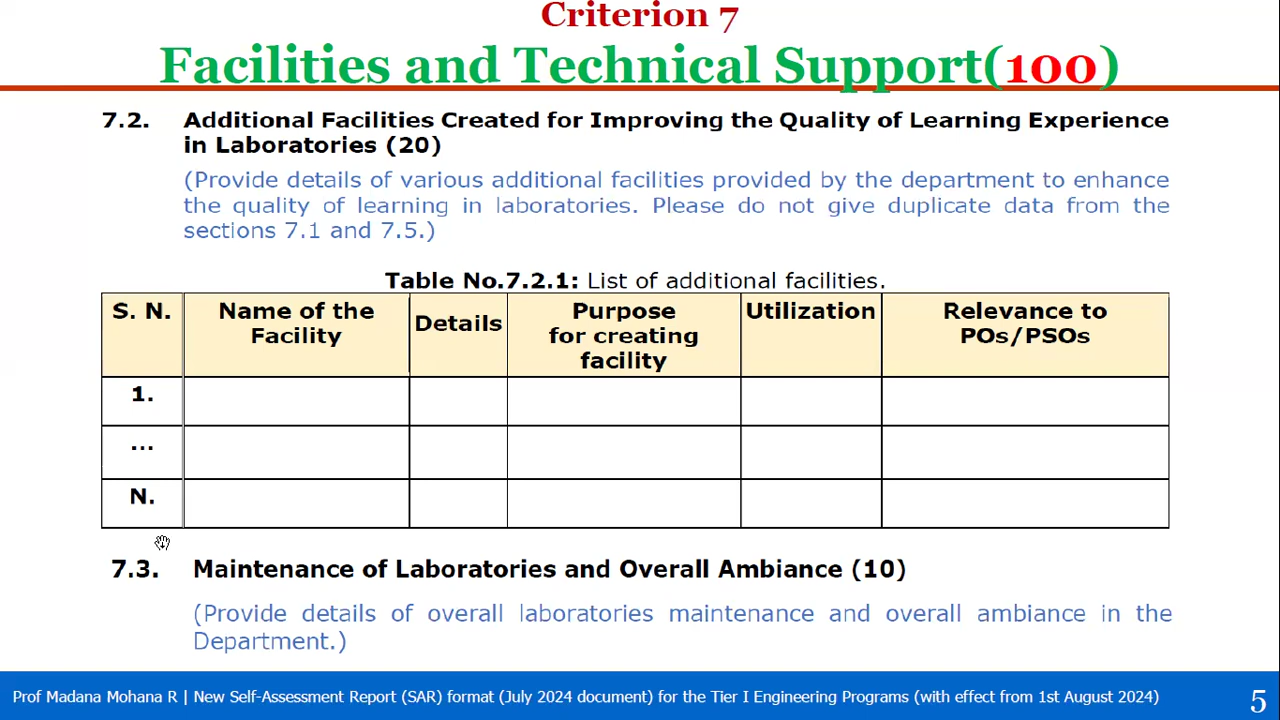 Criterion 7
Facilities and Technical Support(100)
7.2. Additional Facilities Created for Improving the Quality of Learning Experience
in Laboratories (20)
(Provide details of various additional facilities provided by the department to enhance
the quality of learning in laboratories. Please do not give duplicate data from the
sections 7.1 and 7.5.)
Table No.7.2.1: List of additional facilities.
S. N.
Name of the
Facility
Details
Purpose
for creating
facility
Utilization
Relevance to
POs/PSOs
1.
...
N.
7.3. Maintenance of Laboratories and Overall Ambiance (10)
(Provide details of overall laboratories maintenance and overall ambiance in the
Department.)
Prof Madana Mohana R | New Self-Assessment Report (SAR) format (July 2024 document) for the Tier I Engineering Programs (with effect from 1st August 2024)
5